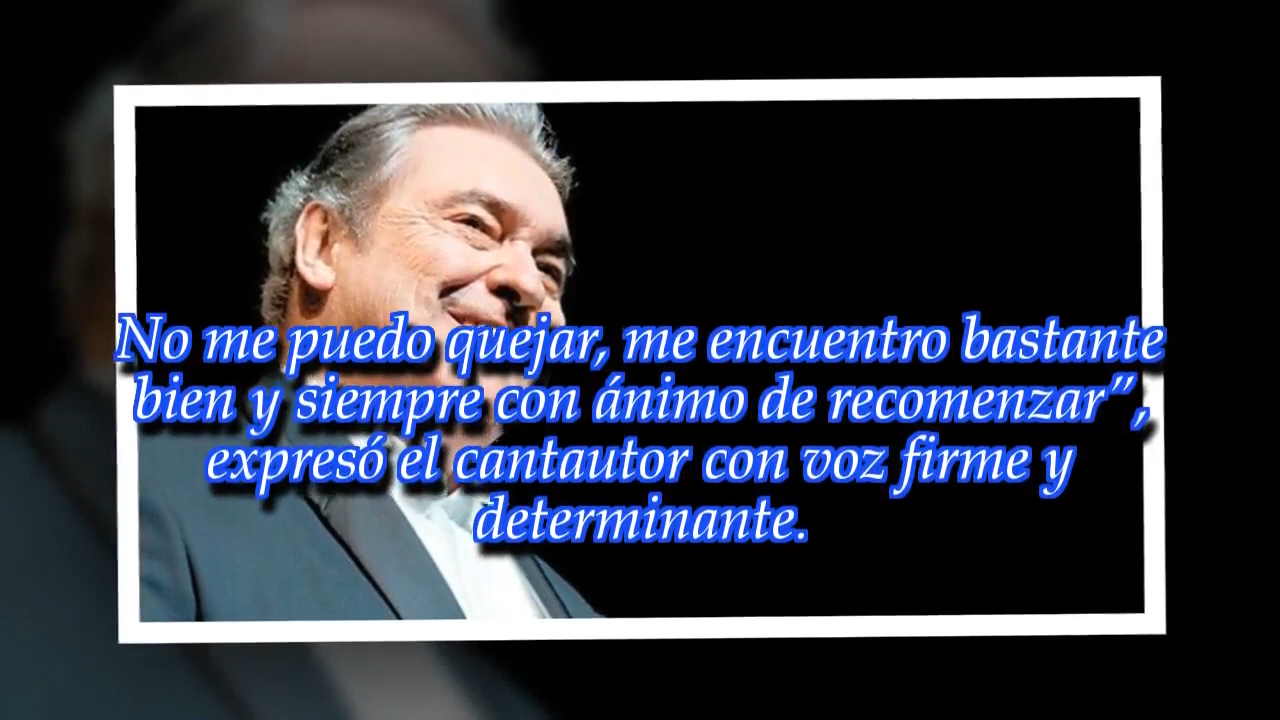 No me puedo quejar, me encuentro bastante
bien y siempre con ánimo de recomenzar”,
expresó el cantautor con voz firme y
determinante.